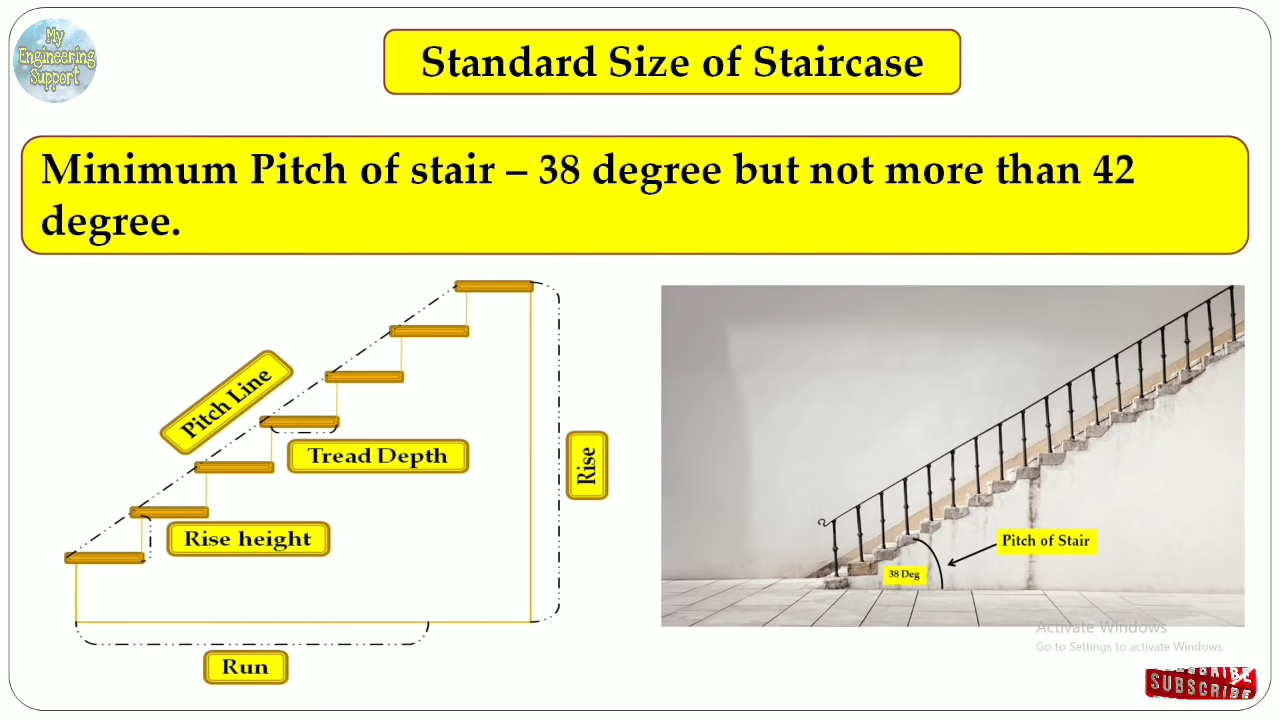 My
Engineering
Support
Standard Size of Staircase
Minimum Pitch of stair – 38 degree but not more than 42
degree.
Pitch Line
Tread Depth
Rise
Rise height
Run
Pitch of Stair
38 Deg
Activate Windows
Go to Settings to activate Windows.
SUBSCRIBE